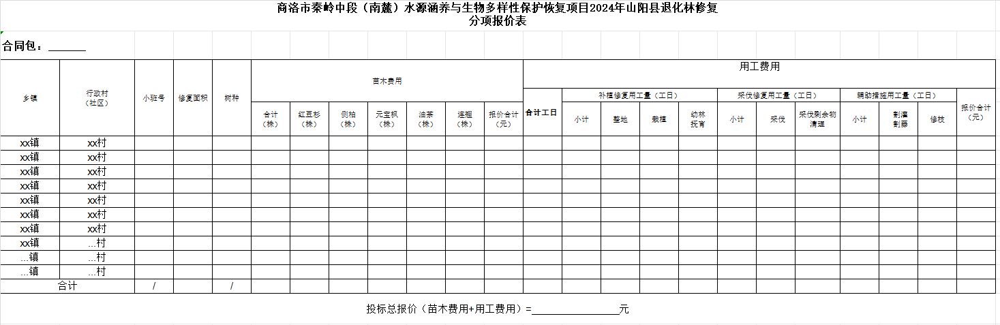 商洛市秦岭中段（南麓）水源涵养与生物多样性保护恢复项目2024年山阳县退化林修复
分项报价表
合同包：______
乡镇 行政村（社区） 小班号 修复面积 树种 苗木费用 用工费用
合计（株） 红豆杉（株） 侧柏（株） 元宝枫（株） 油茶（株） 连翘（株） 报价合计（元）
合计工日 补植修复用工量（工日） 采伐修复用工量（工日） 辅助措施用工量（工日） 报价合计（元）
小计 整地 栽植 幼林抚育 小计 采伐 采伐剩余物清理 小计 割灌割藤 修枝
xx镇 xx村
xx镇 xx村
xx镇 xx村
xx镇 xx村
xx镇 xx村
xx镇 xx村
xx镇 xx村
xx镇 …村
…镇 …村
…镇 …村
合计 / /
投标总报价（苗木费用+用工费用）=________________元